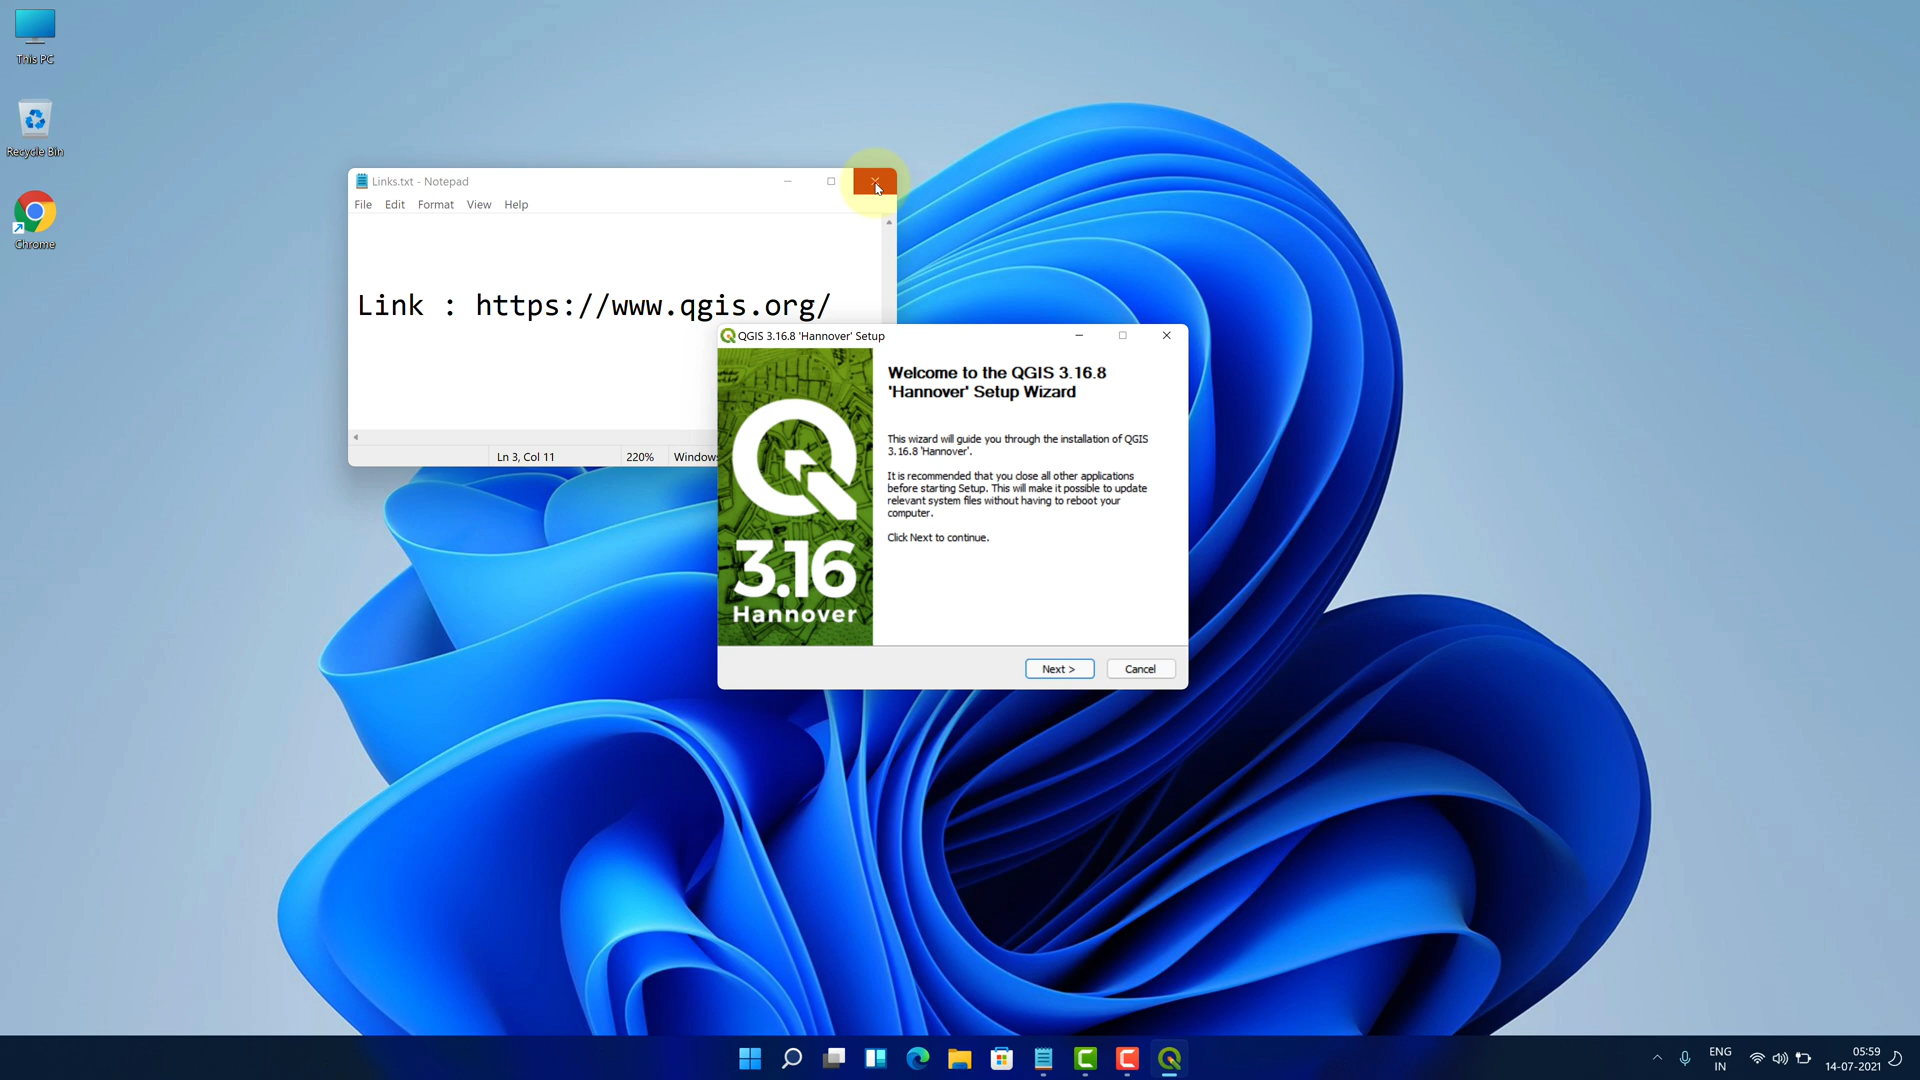 This PC
Recycle Bin
Chrome
Links.txt - Notepad
File Edit Format View Help
Link : https://www.qgis.org/
Ln 3, Col 11 220% Windows
QGIS 3.16.8 'Hannover' Setup
3.16
Hannover
Welcome to the QGIS 3.16.8
'Hannover' Setup Wizard
This wizard will guide you through the installation of QGIS
3.16.8 'Hannover'.
It is recommended that you close all other applications
before starting Setup. This will make it possible to update
relevant system files without having to reboot your
computer.
Click Next to continue.
Next > Cancel
ENG
IN
05:59
14-07-2021